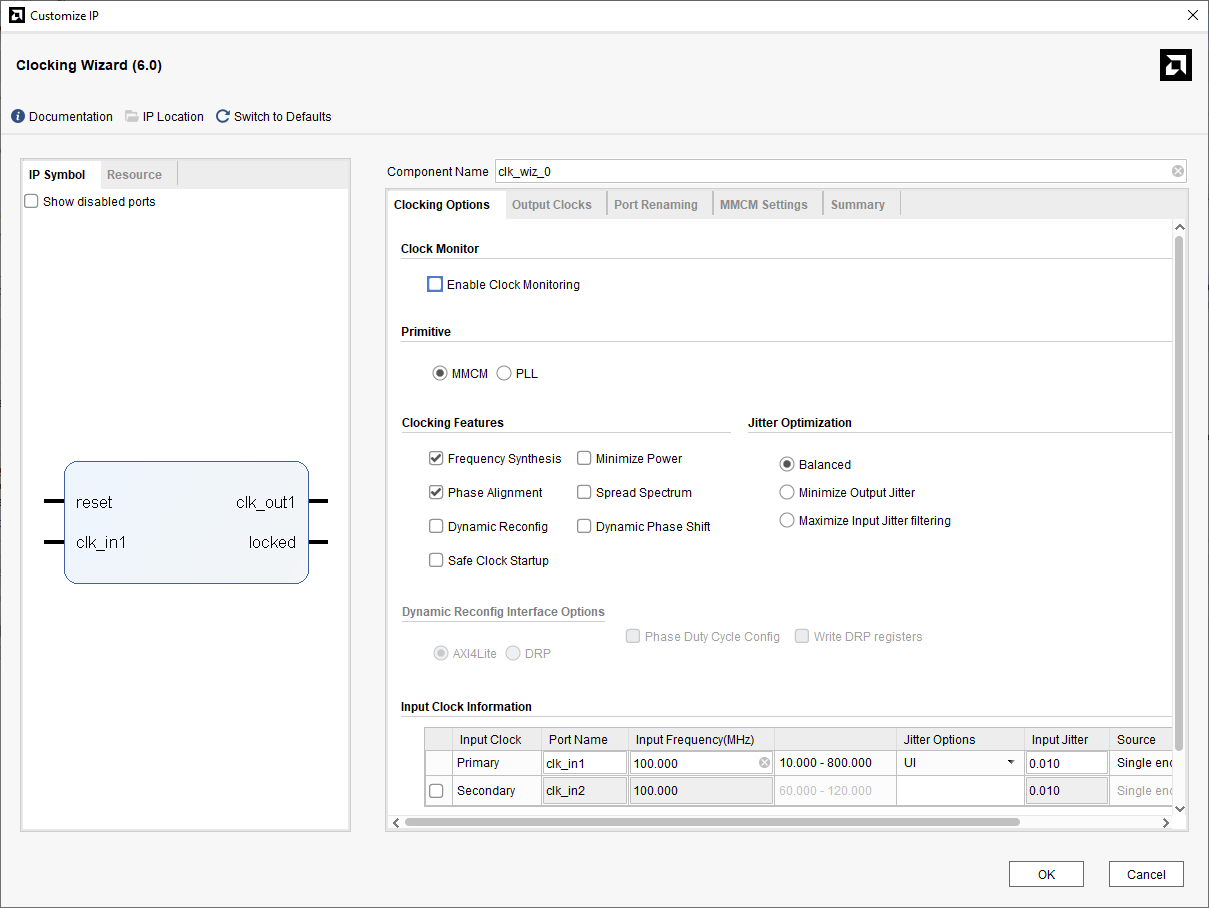 Customize IP
Clocking Wizard (6.0)
Documentation IP Location Switch to Defaults
IP Symbol Resource
Show disabled ports
reset clk_out1
clk_in1 locked
Component Name clk_wiz_0
Clocking Options Output Clocks Port Renaming MMCM Settings Summary
Clock Monitor
Enable Clock Monitoring
Primitive
MMCM PLL
Clocking Features Jitter Optimization
Frequency Synthesis Minimize Power Balanced
Phase Alignment Spread Spectrum Minimize Output Jitter
Dynamic Reconfig Dynamic Phase Shift Maximize Input Jitter filtering
Safe Clock Startup
Dynamic Reconfig Interface Options
Phase Duty Cycle Config Write DRP registers
AXI4Lite DRP
Input Clock Information
Input Clock Port Name Input Frequency(MHz) Jitter Options Input Jitter Source
Primary clk_in1 100.000 10.000 - 800.000 UI 0.010 Single en
Secondary clk_in2 100.000 60.000 - 120.000 0.010 Single en
OK Cancel